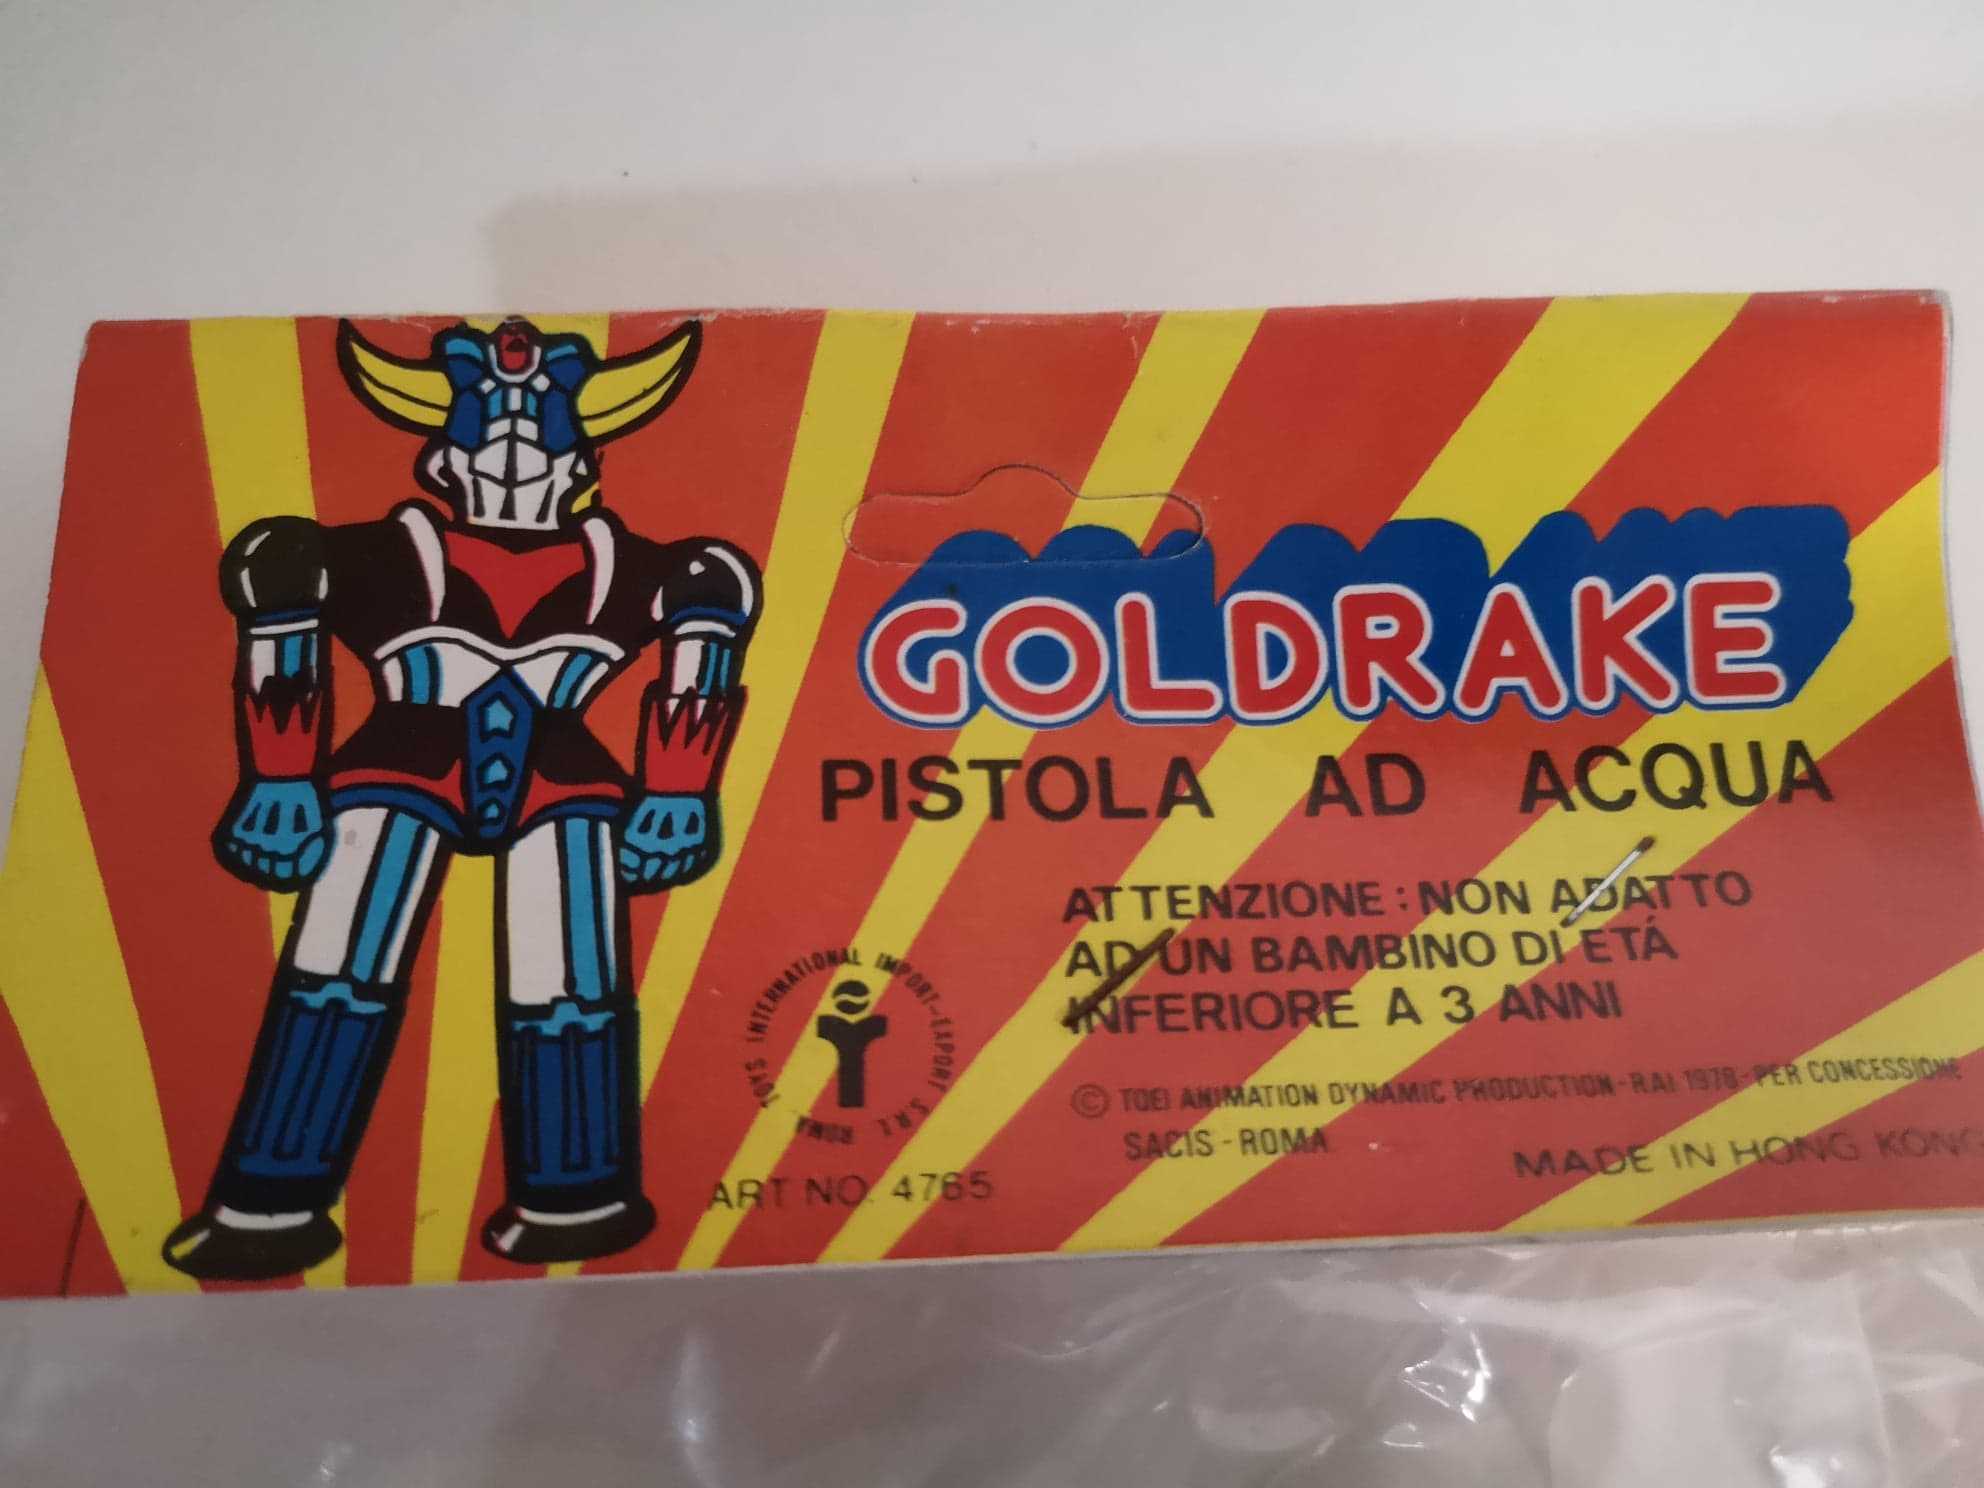 GOLDRAKE
PISTOLA AD ACQUA
ATTENZIONE : NON ADATTO
AD UN BAMBINO DI ETÁ
INFERIORE A 3 ANNI
TOYS INTERNATIONAL IMPORT-EXPORT S.R.L. ROMA
© TOEI ANIMATION DYNAMIC PRODUCTION - RAI 1978 - PER CONCESSIONE
SACIS - ROMA
MADE IN HONG KONG
ART NO. 4765